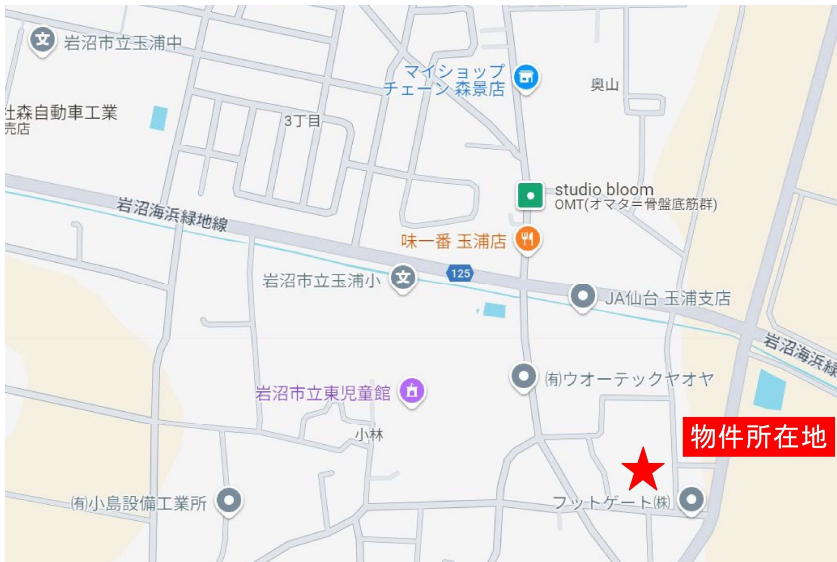 岩沼市立玉浦中
マイショップ
チェーン 森景店
奥山
社森自動車工業
売店
3丁目
studio bloom
OMT(オマタ＝骨盤底筋群)
岩沼海浜緑地線
味一番 玉浦店
125
岩沼市立玉浦小
JA仙台 玉浦支店
岩沼海浜緑
(有)ウオーテックヤオヤ
岩沼市立東児童館
小林
物件所在地
(有)小島設備工業所
フットゲート(株)